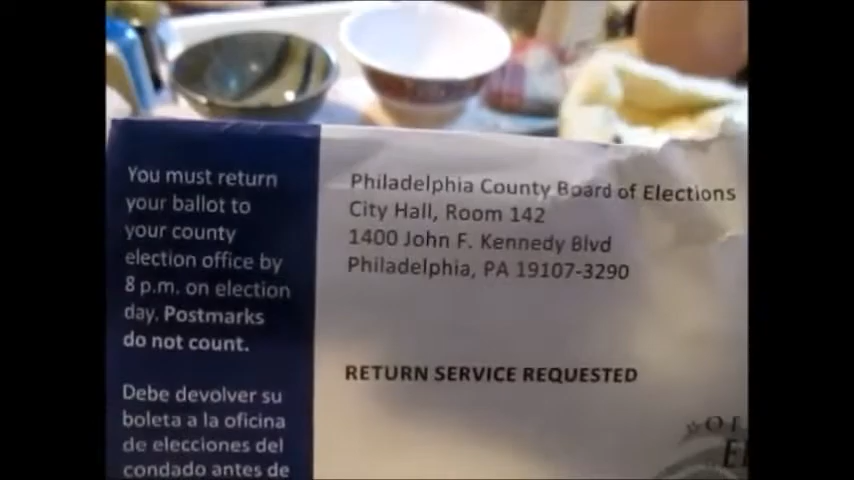 You must return
your ballot to
your county
election office by
8 p.m. on election
day. Postmarks
do not count.
Debe devolver su
boleta a la oficina
de elecciones del
condado antes de
Philadelphia County Board of Elections
City Hall, Room 142
1400 John F. Kennedy Blvd
Philadelphia, PA 19107-3290
RETURN SERVICE REQUESTED